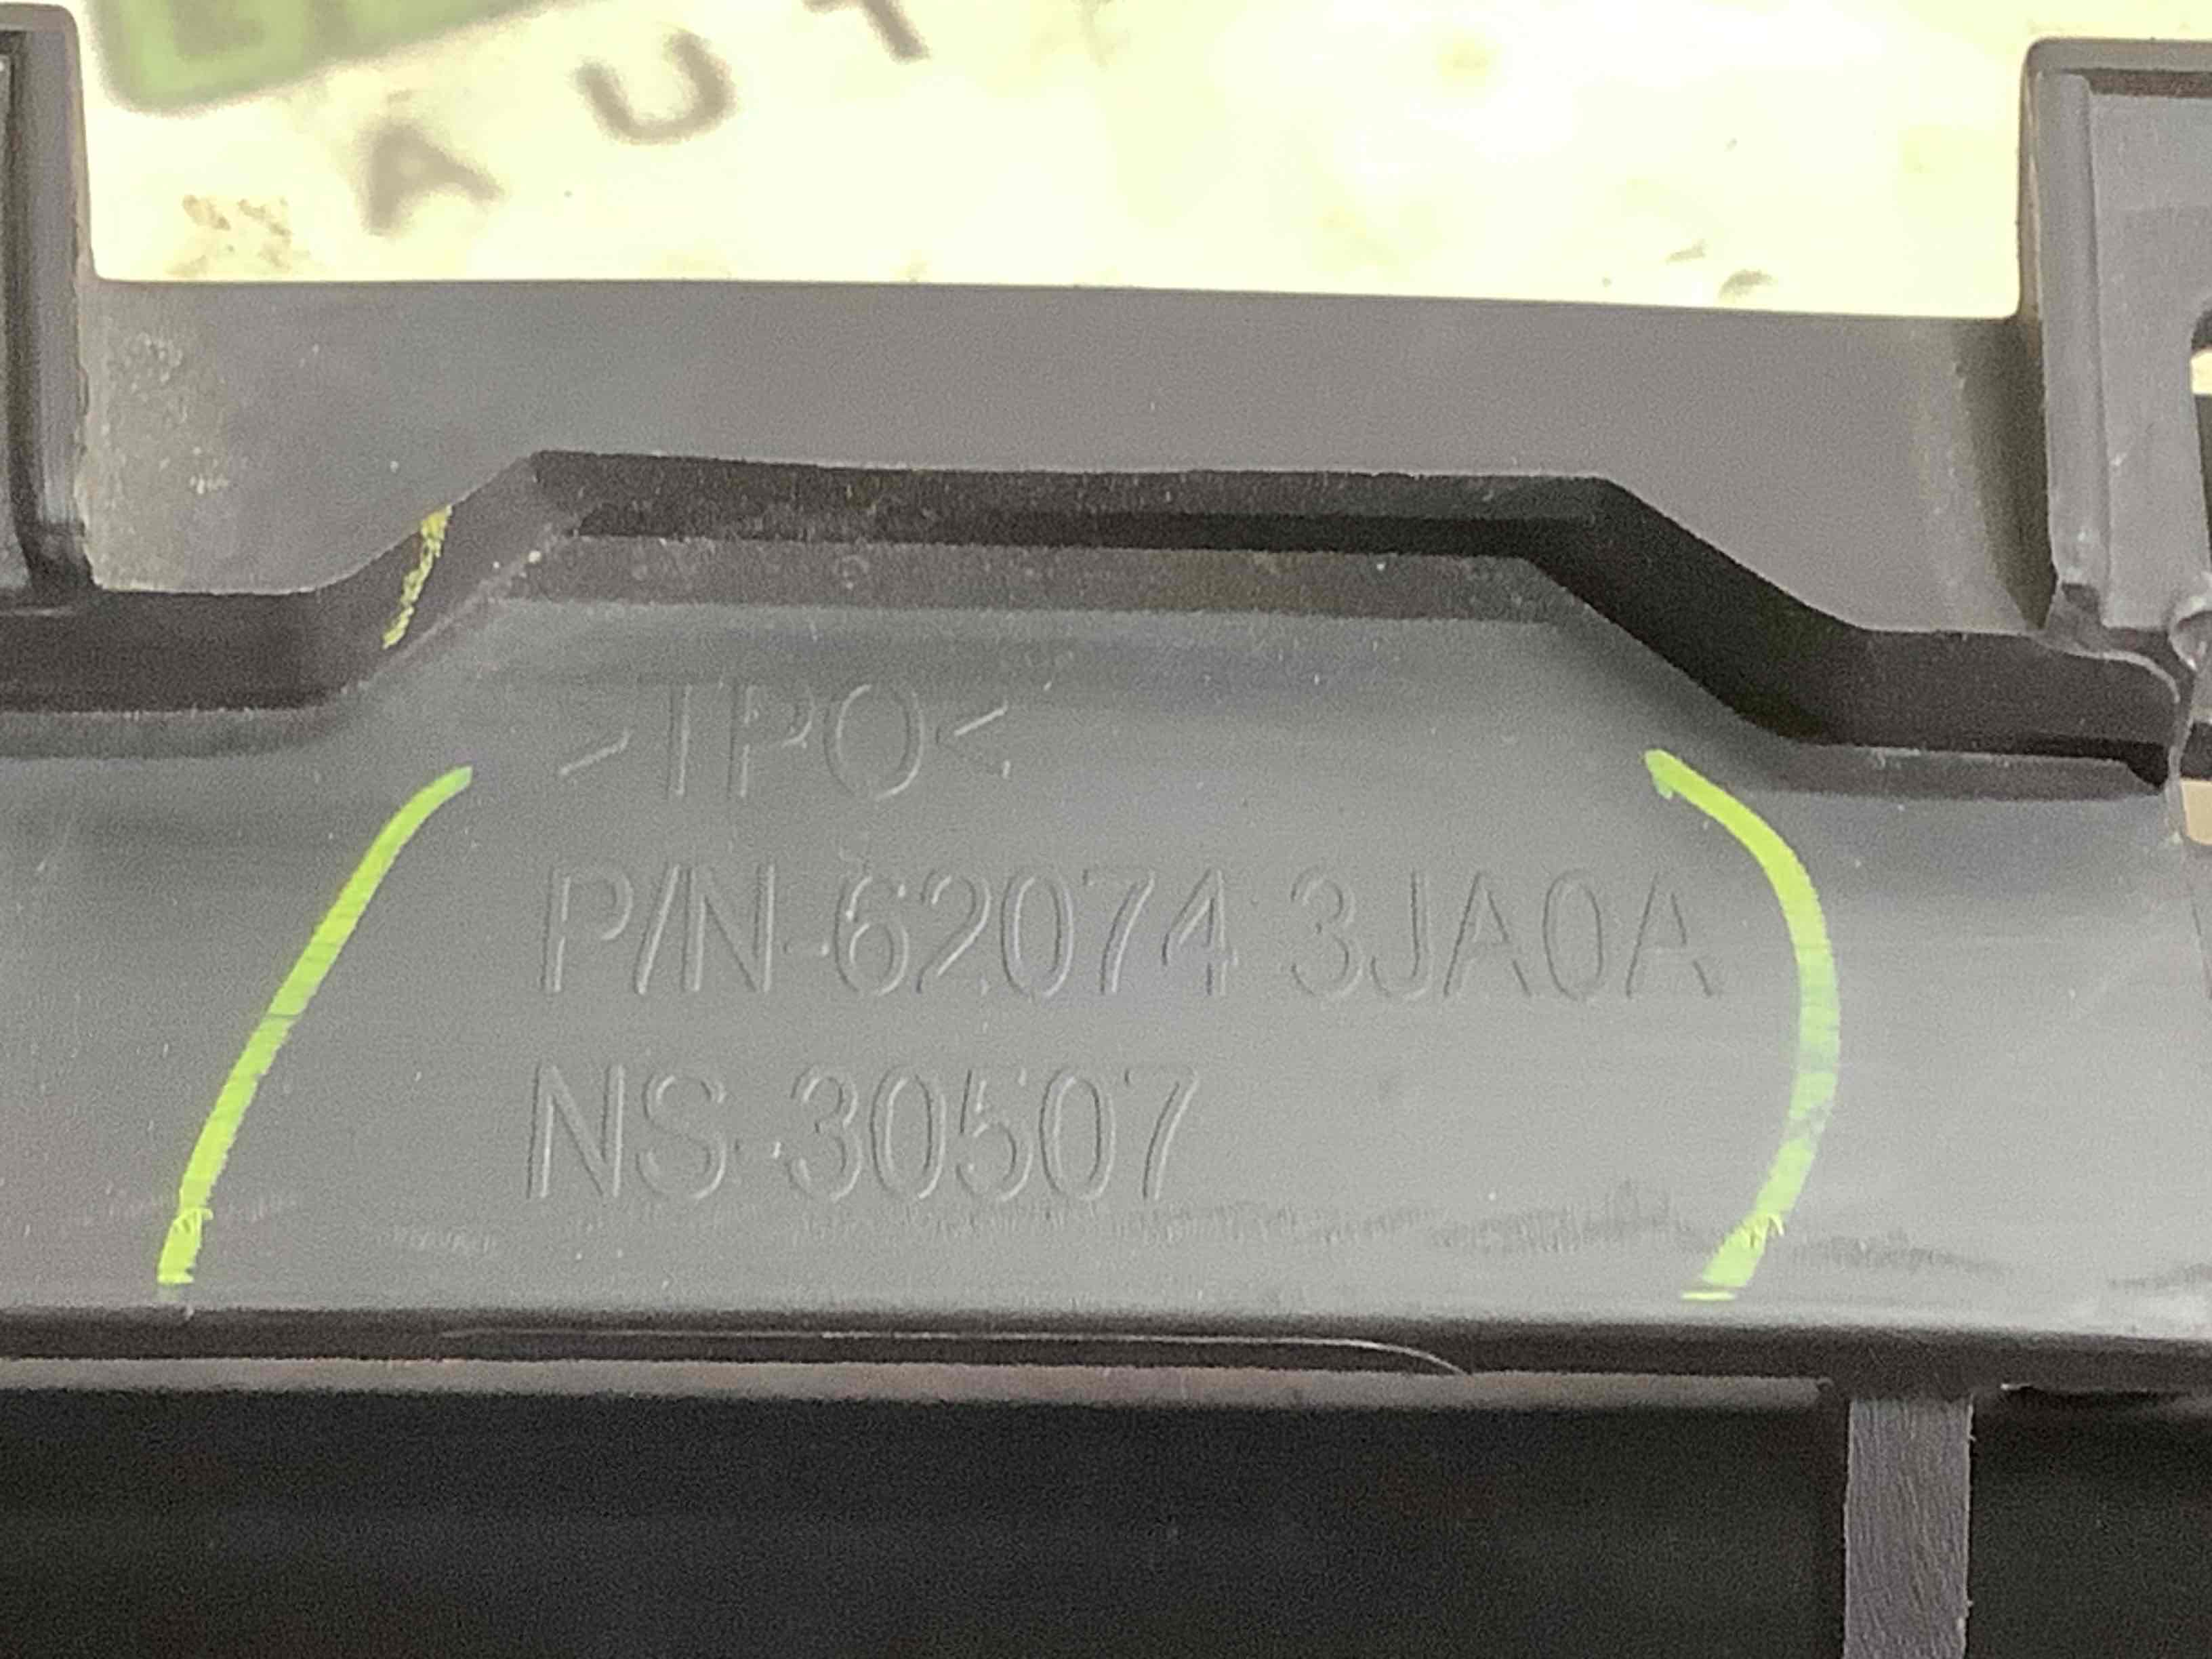 A U T
>TPO<
P/N-62074 3JA0A
NS-30507